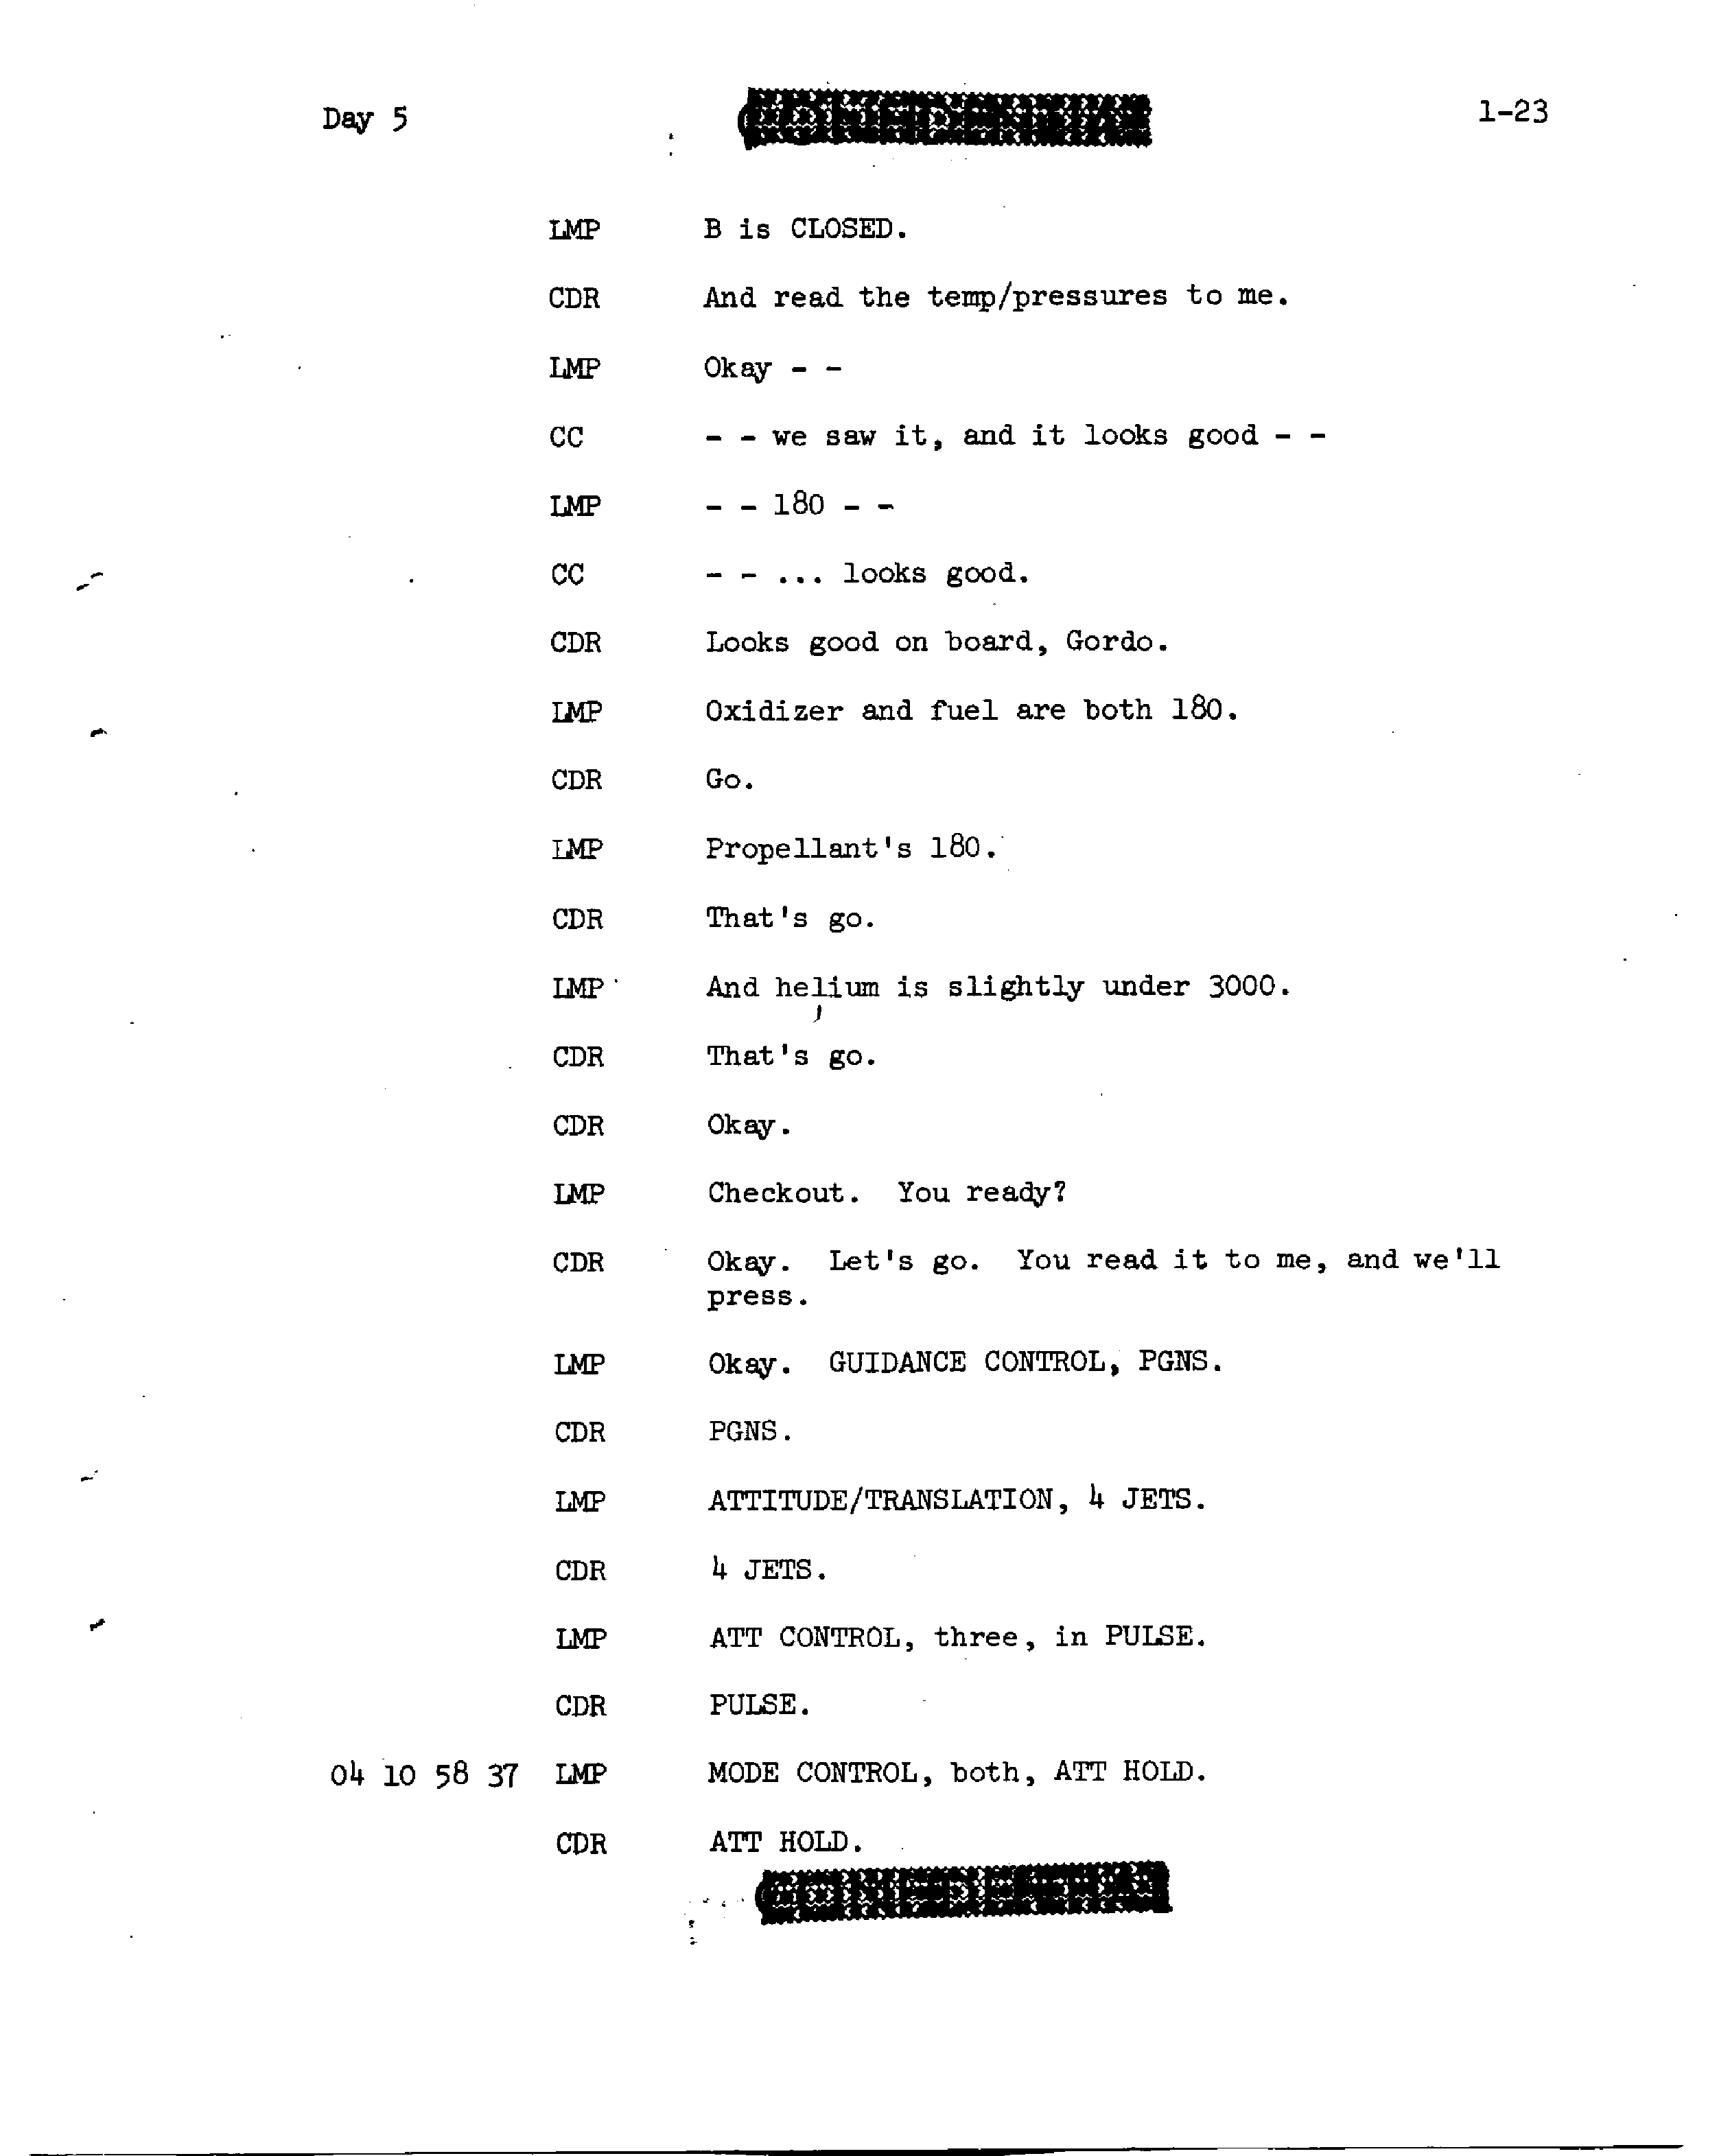 Day 5
1-23
LMP B is CLOSED.
CDR And read the temp/pressures to me.
LMP Okay - -
CC - - we saw it, and it looks good - -
LMP - - 180 - -
CC - - ... looks good.
CDR Looks good on board, Gordo.
LMP Oxidizer and fuel are both 180.
CDR Go.
LMP Propellant's 180.
CDR That's go.
LMP And helium is slightly under 3000.
CDR That's go.
CDR Okay.
LMP Checkout. You ready?
CDR Okay. Let's go. You read it to me, and we'll
press.
LMP Okay. GUIDANCE CONTROL, PGNS.
CDR PGNS.
LMP ATTITUDE/TRANSLATION, 4 JETS.
CDR 4 JETS.
LMP ATT CONTROL, three, in PULSE.
CDR PULSE.
04 10 58 37 LMP MODE CONTROL, both, ATT HOLD.
CDR ATT HOLD.